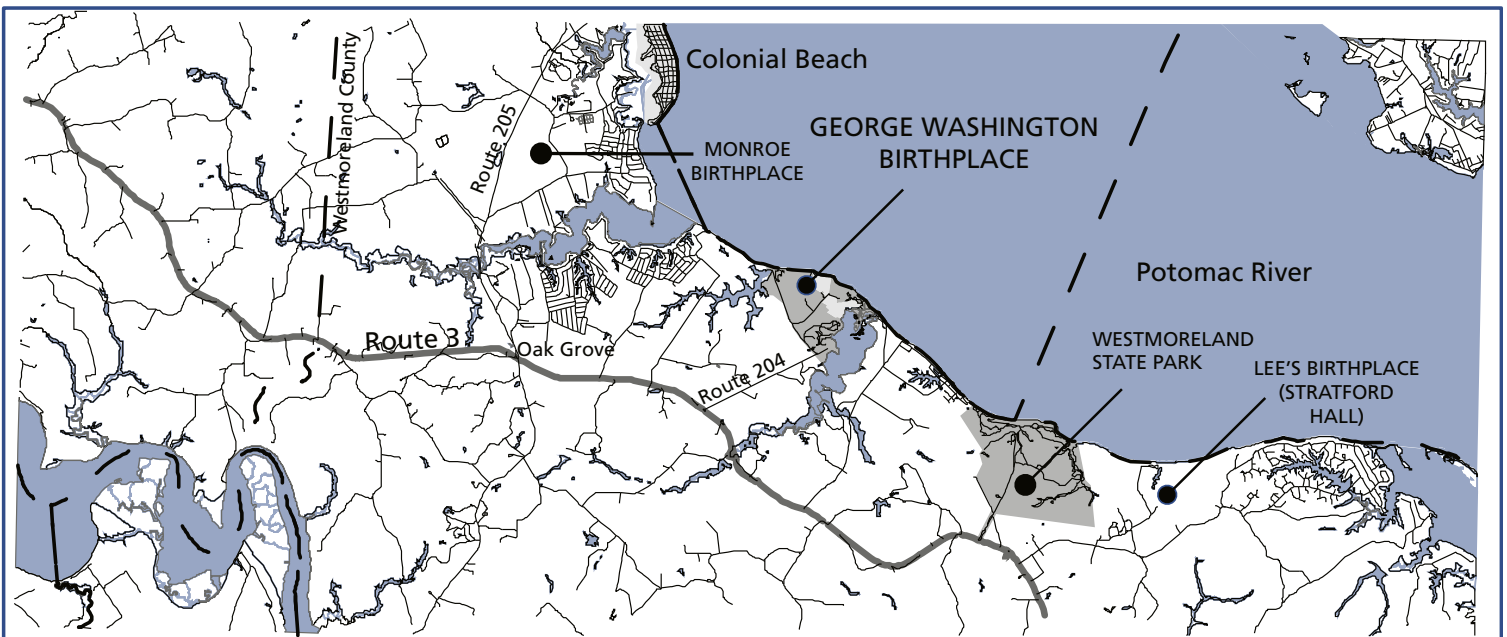 Colonial Beach
Westmoreland County
Route 205
GEORGE WASHINGTON
BIRTHPLACE
MONROE
BIRTHPLACE
Potomac River
Route 3
Oak Grove
Route 204
WESTMORELAND
STATE PARK
LEE'S BIRTHPLACE
(STRATFORD
HALL)